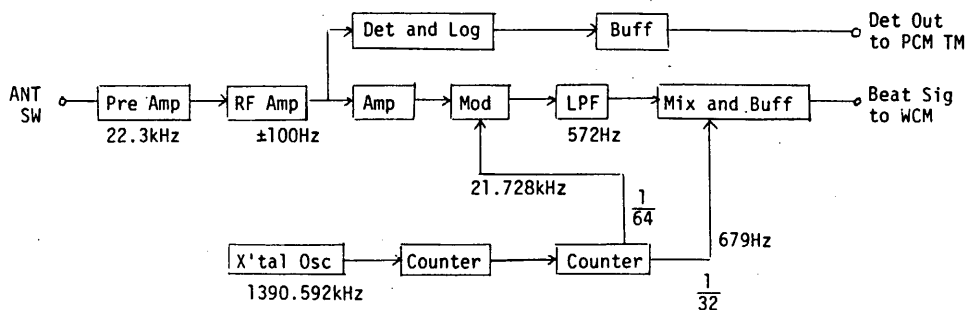 Det Out
to PCM TM
Det and Log
Buff
ANT
SW
Pre Amp
RF Amp
Amp
Mod
LPF
Mix and Buff
Beat Sig
to WCM
22.3kHz
±100Hz
572Hz
21.728kHz
1
64
679Hz
X'tal Osc
Counter
Counter
1390.592kHz
1
32